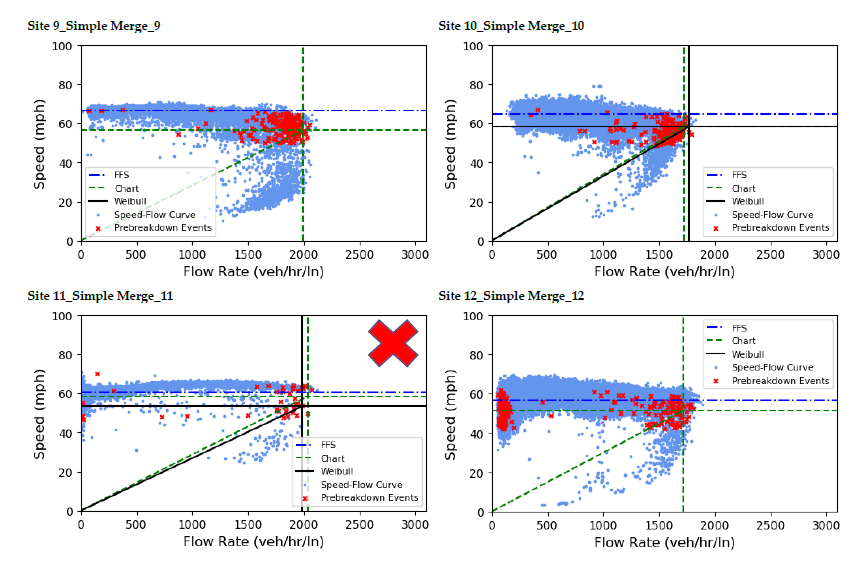 Site 9_Simple Merge_9
100
80
60
40
20
0
Speed (mph)
FFS
Chart
Weibull
Speed-Flow Curve
Prebreakdown Events
0 500 1000 1500 2000 2500 3000
Flow Rate (veh/hr/ln)
Site 10_Simple Merge_10
100
80
60
40
20
0
Speed (mph)
FFS
Chart
Weibull
Speed-Flow Curve
Prebreakdown Events
0 500 1000 1500 2000 2500 3000
Flow Rate (veh/hr/ln)
Site 11_Simple Merge_11
100
80
60
40
20
0
Speed (mph)
FFS
Chart
Weibull
Speed-Flow Curve
Prebreakdown Events
0 500 1000 1500 2000 2500 3000
Flow Rate (veh/hr/ln)
Site 12_Simple Merge_12
100
80
60
40
20
0
Speed (mph)
FFS
Chart
Weibull
Speed-Flow Curve
Prebreakdown Events
0 500 1000 1500 2000 2500 3000
Flow Rate (veh/hr/ln)